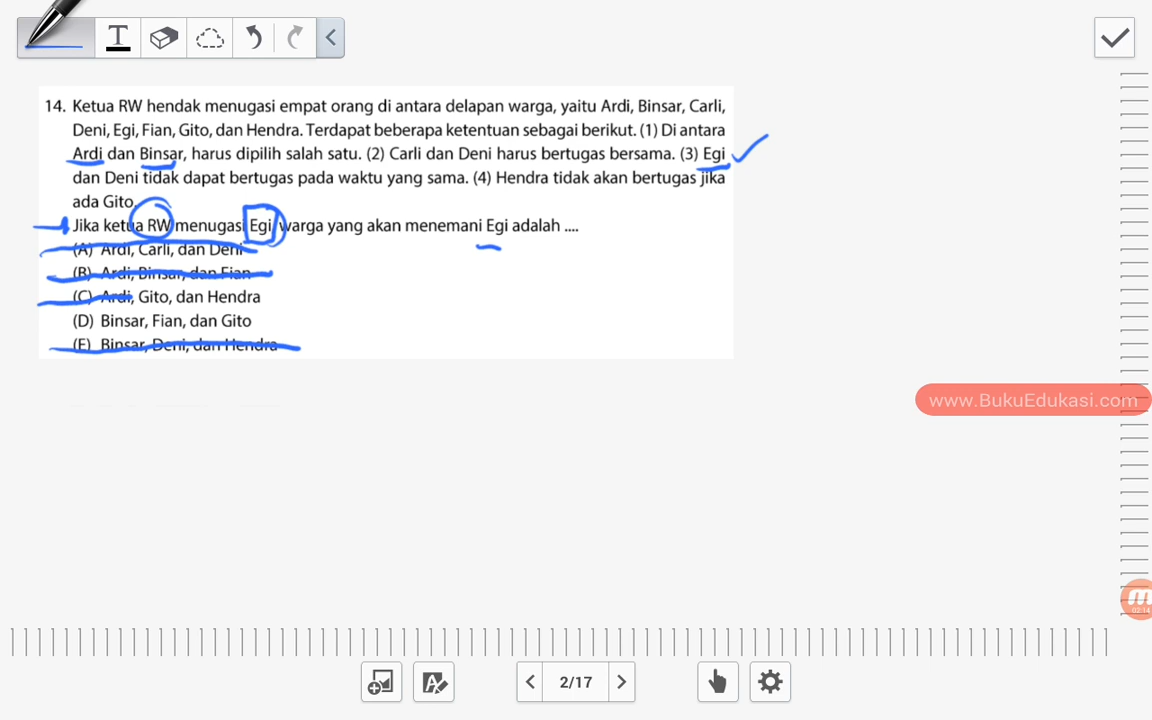 T
14. Ketua RW hendak menugasi empat orang di antara delapan warga, yaitu Ardi, Binsar, Carli,
Deni, Egi, Fian, Gito, dan Hendra. Terdapat beberapa ketentuan sebagai berikut. (1) Di antara
Ardi dan Binsar, harus dipilih salah satu. (2) Carli dan Deni harus bertugas bersama. (3) Egi
dan Deni tidak dapat bertugas pada waktu yang sama. (4) Hendra tidak akan bertugas jika
ada Gito.
Jika ketua RW menugasi Egi, warga yang akan menemani Egi adalah ....
(A) Ardi, Carli, dan Deni
(B) Ardi, Binsar, dan Fian
(C) Ardi, Gito, dan Hendra
(D) Binsar, Fian, dan Gito
(E) Binsar, Deni, dan Hendra
www.BukuEdukasi.com
02:14
2/17